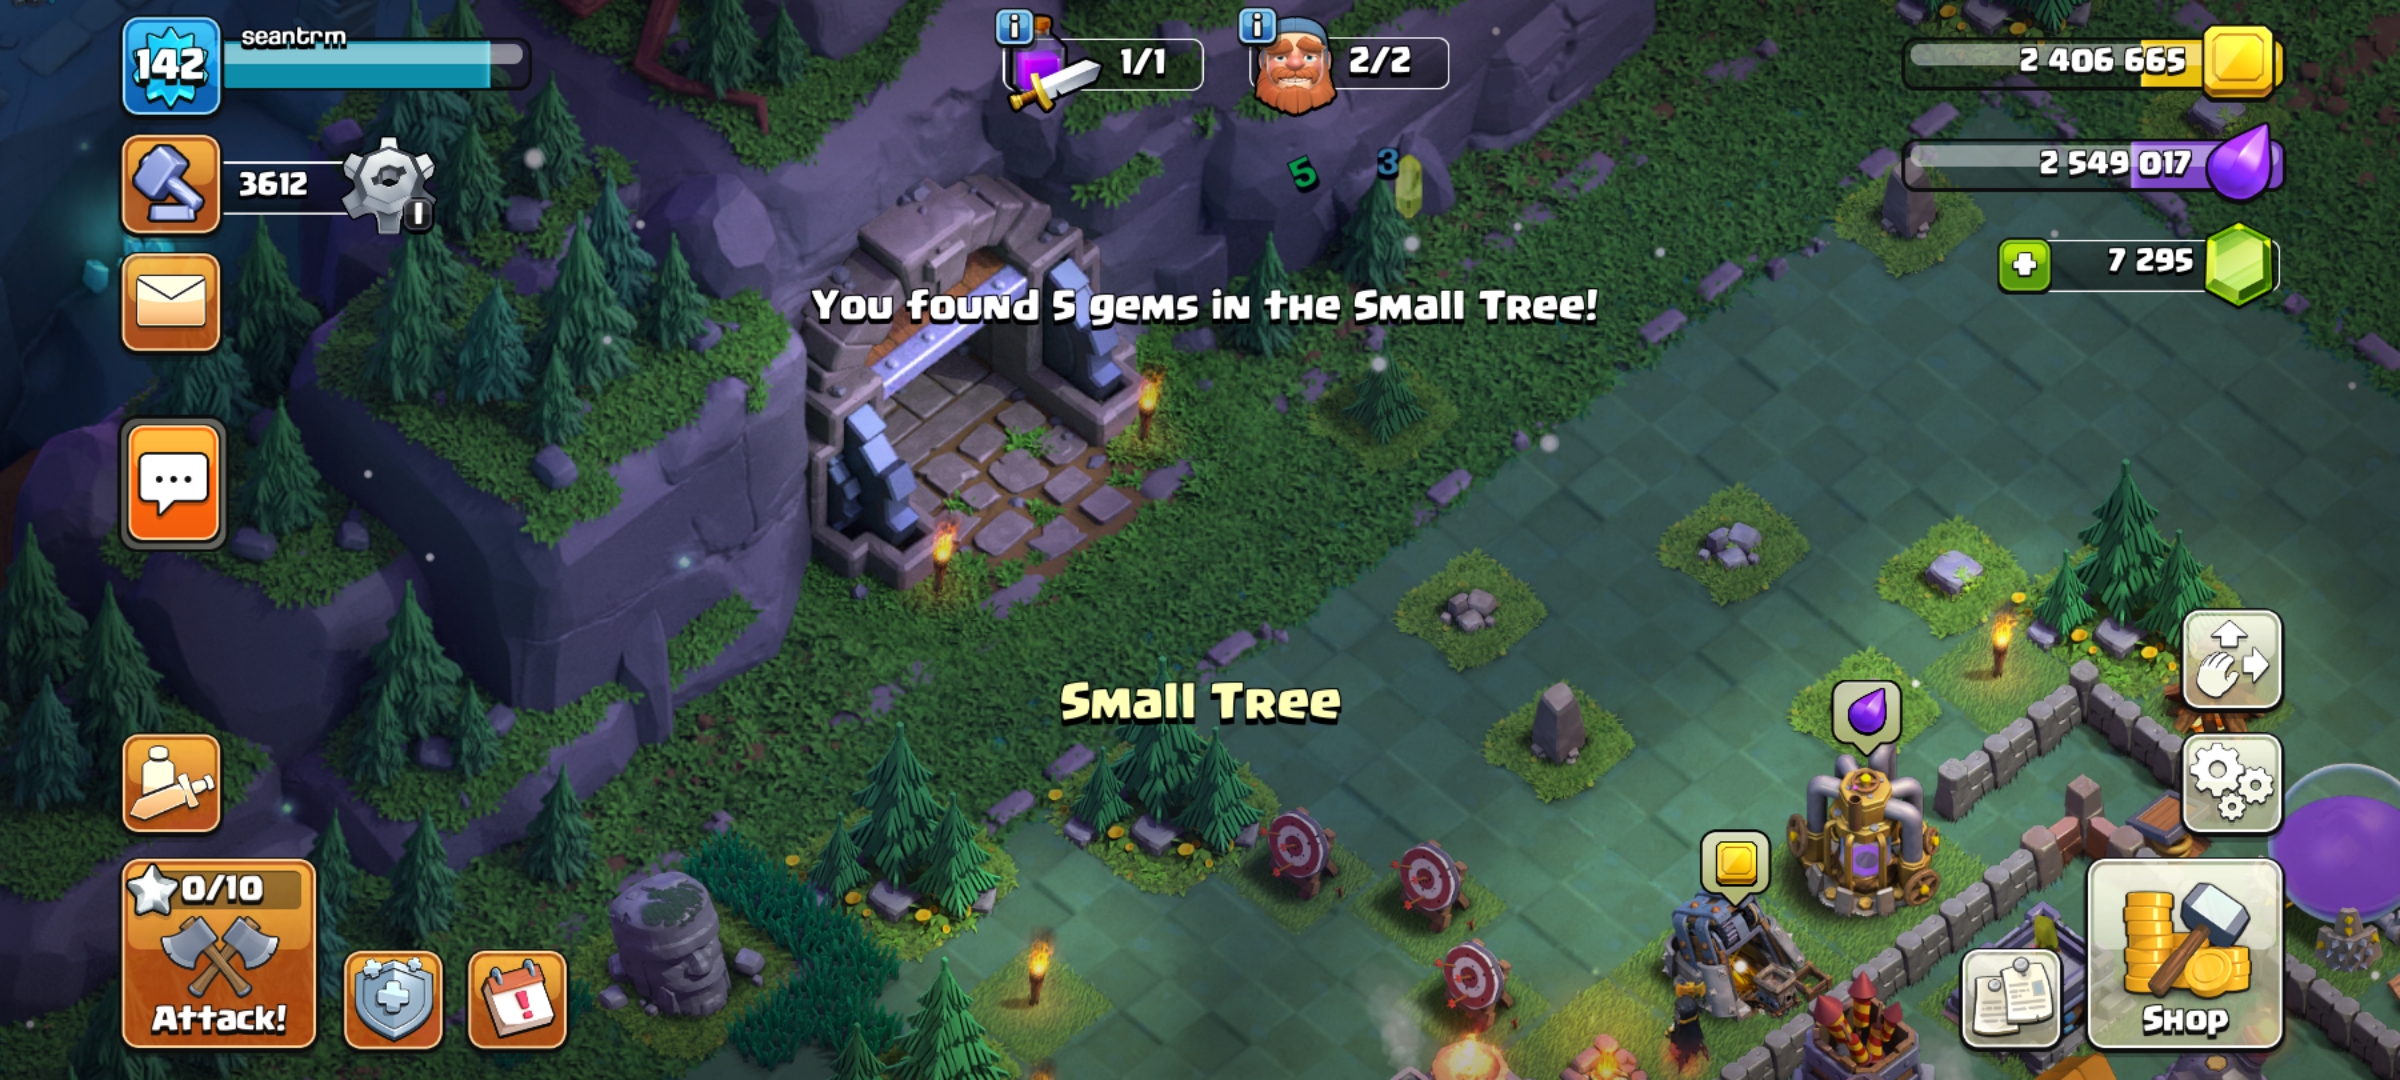 142
seantrm
1/1
2/2
2 406 665
3612
I
5
3
2 549 017
7 295
You found 5 gems in the Small Tree!
Small Tree
0/10
Attack!
Shop